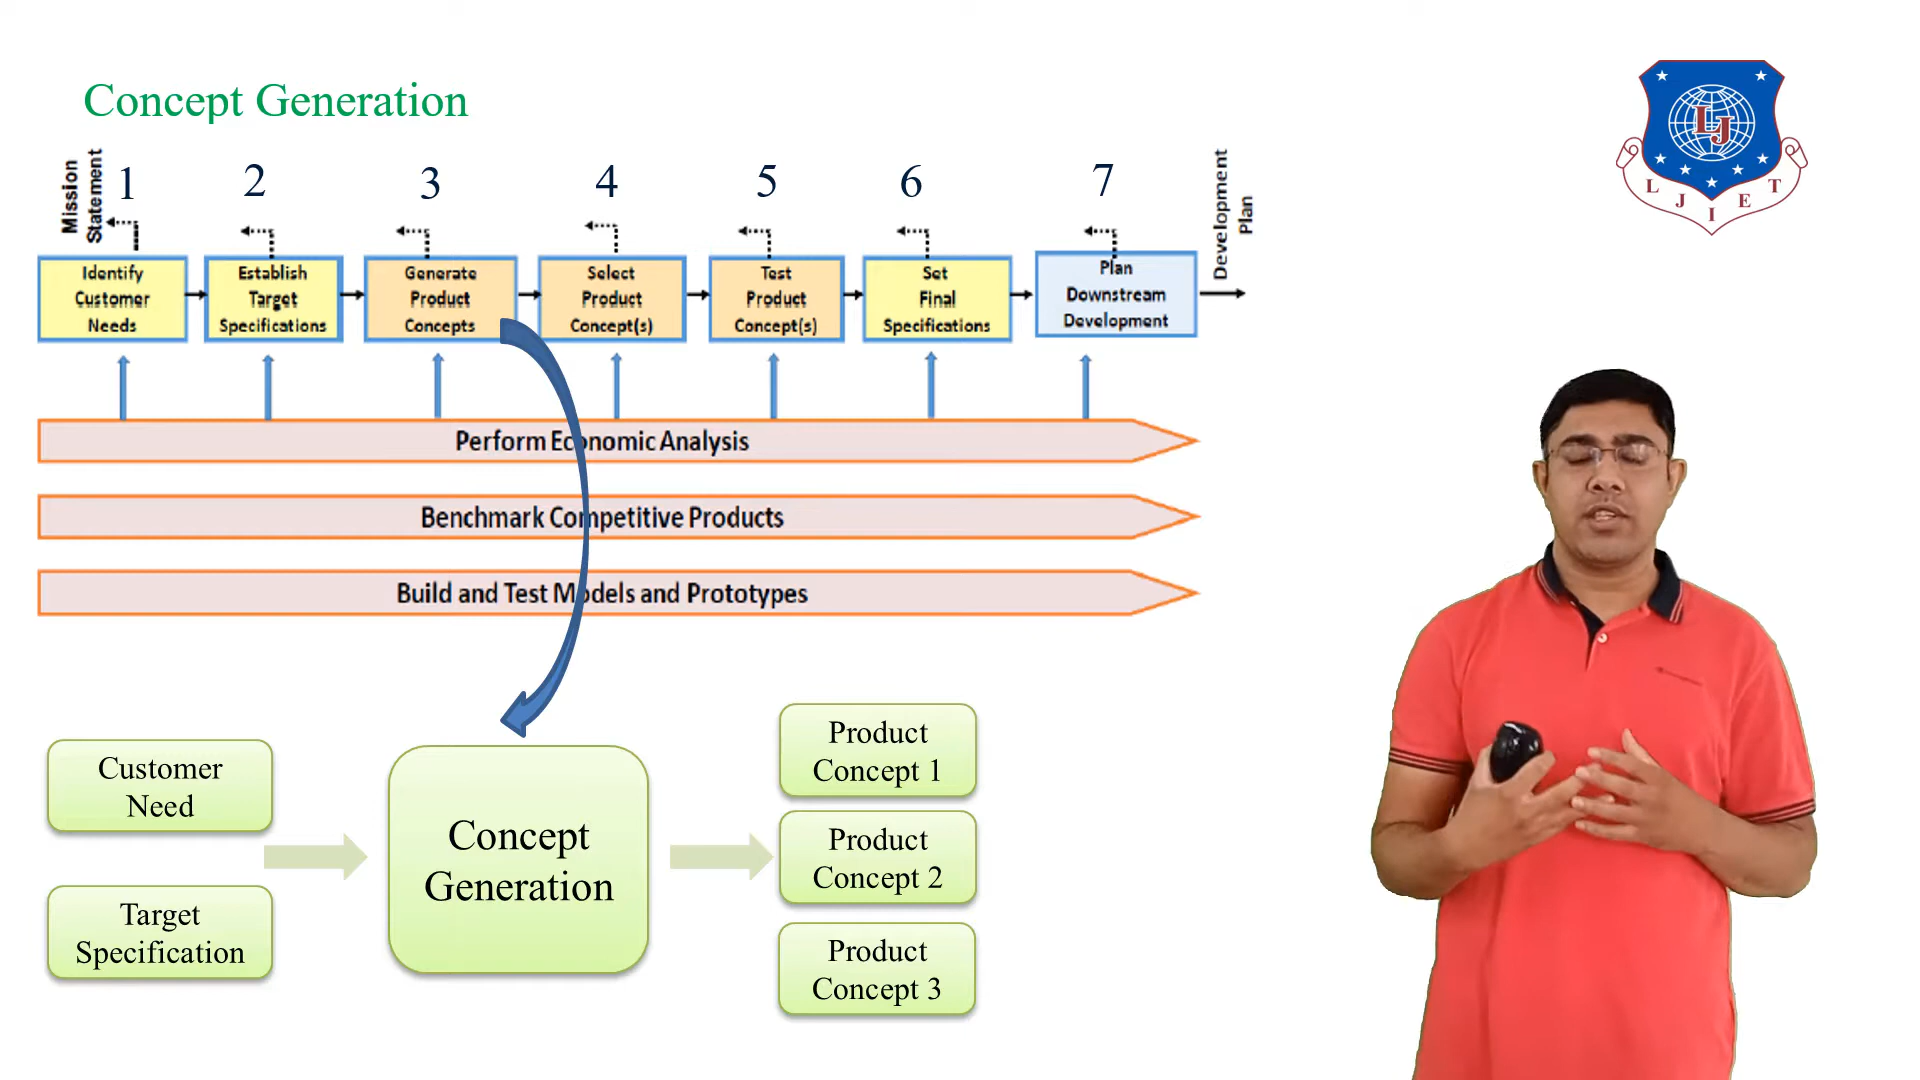 Concept Generation
Mission
Statement
1
2
3
4
5
6
7
Development
Plan
Identify
Customer
Needs
Establish
Target
Specifications
Generate
Product
Concepts
Select
Product
Concept(s)
Test
Product
Concept(s)
Set
Final
Specifications
Plan
Downstream
Development
Perform Economic Analysis
Benchmark Competitive Products
Build and Test Models and Prototypes
Customer
Need
Target
Specification
Concept
Generation
Product
Concept 1
Product
Concept 2
Product
Concept 3
LJ
L J I E T